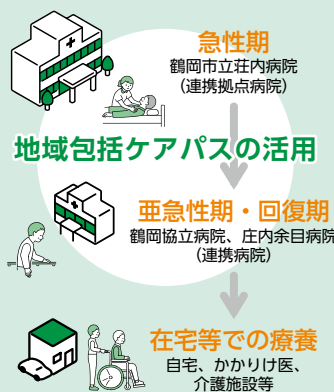 急性期
鶴岡市立荘内病院
（連携拠点病院）
地域包括ケアパスの活用
亜急性期・回復期
鶴岡協立病院、庄内余目病院
（連携病院）
在宅等での療養
自宅、かかりけ医、
介護施設等